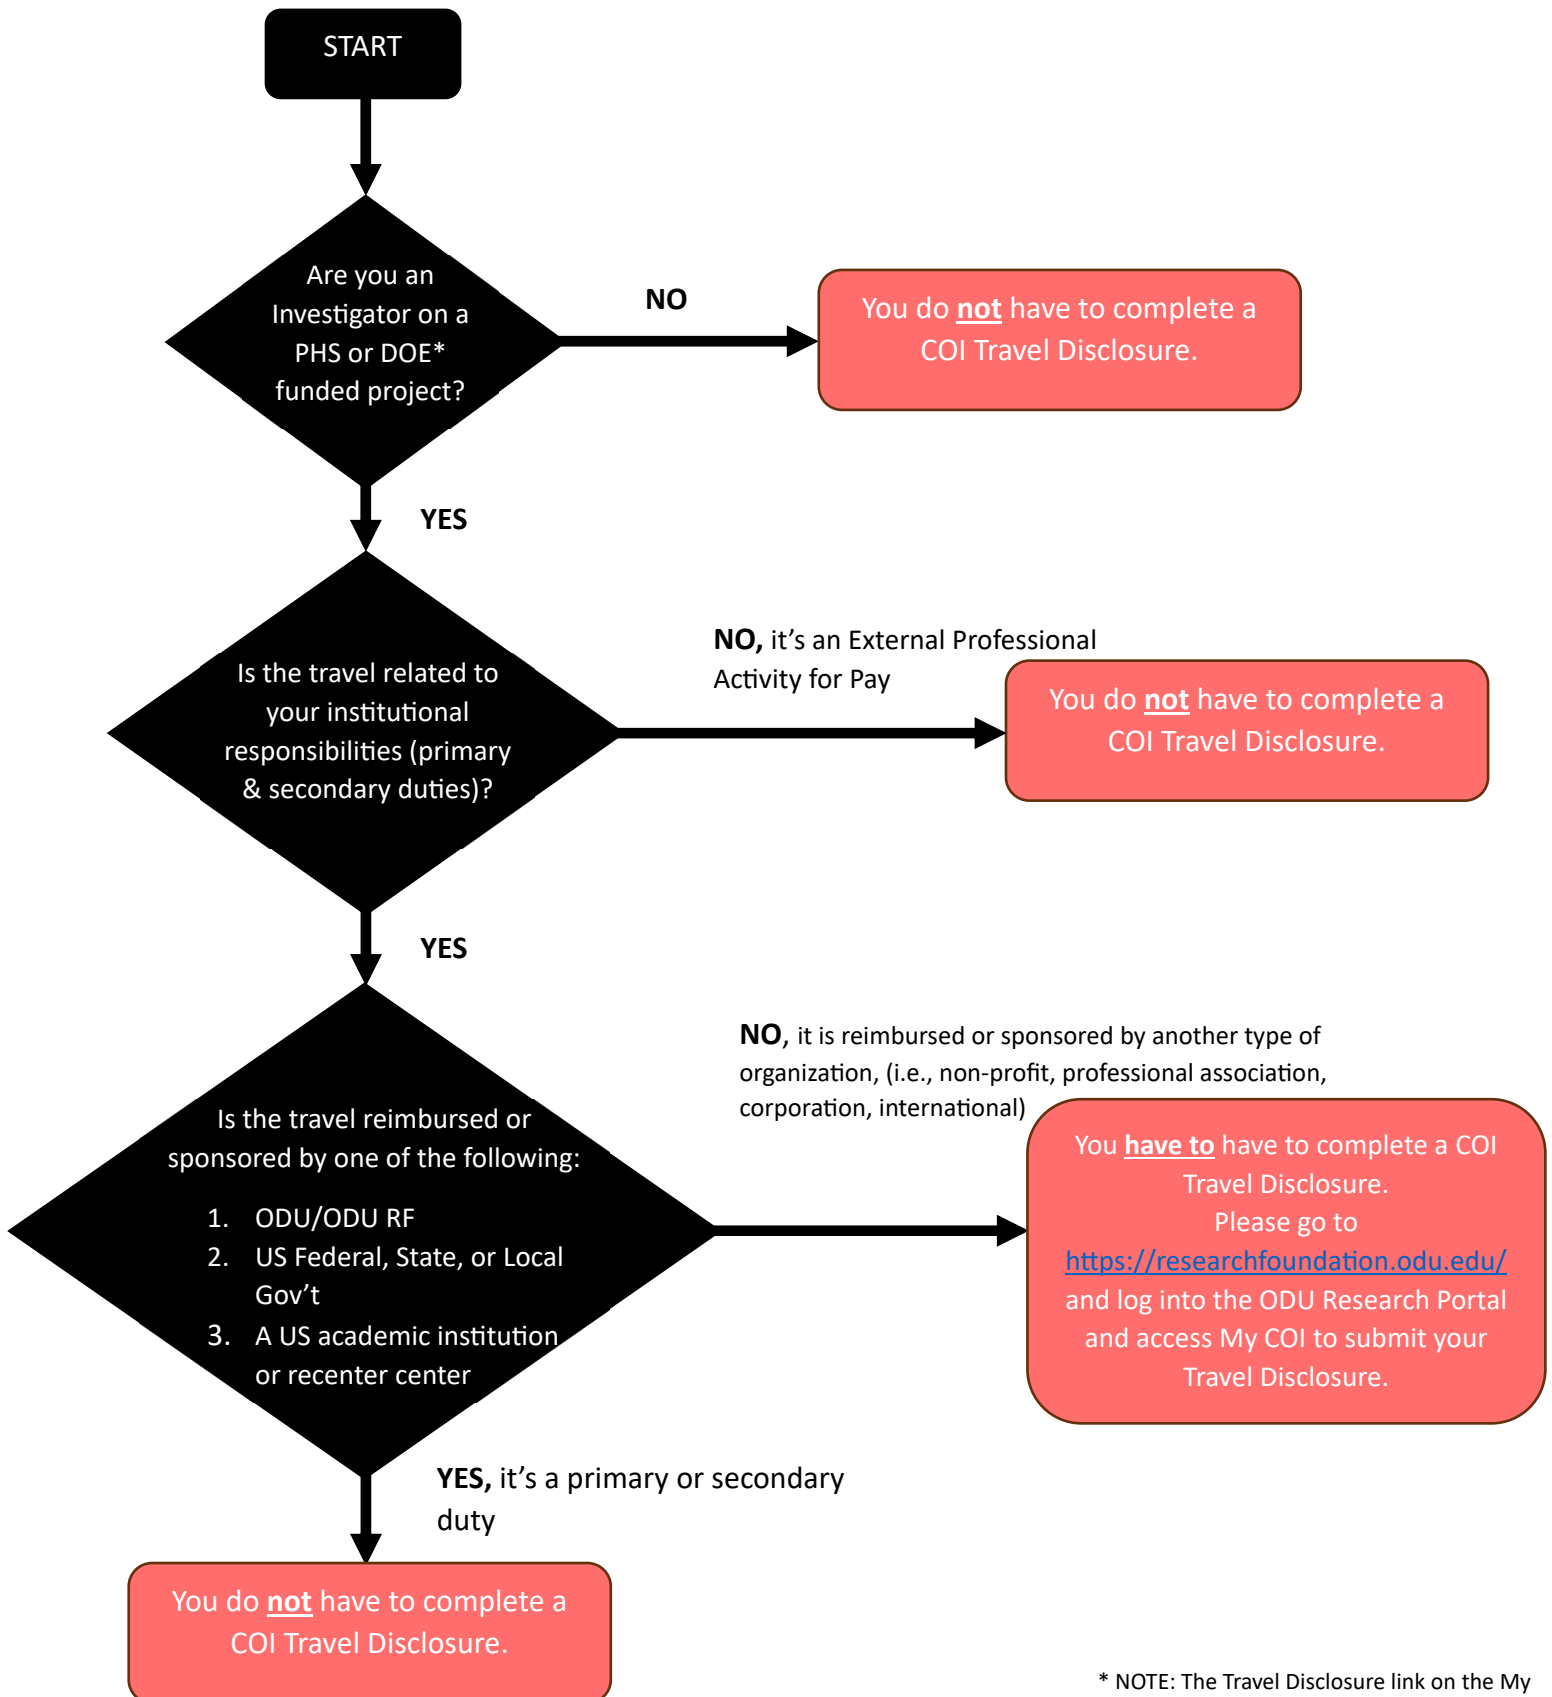 START
Are you an
Investigator on a
PHS or DOE*
funded project?
NO
You do not have to complete a
COI Travel Disclosure.
YES
Is the travel related to
your institutional
responsibilities (primary
& secondary duties)?
NO, it’s an External Professional
Activity for Pay
You do not have to complete a
COI Travel Disclosure.
YES
Is the travel reimbursed or
sponsored by one of the following:
1. ODU/ODU RF
2. US Federal, State, or Local
Gov’t
3. A US academic institution
or recenter center
NO, it is reimbursed or sponsored by another type of
organization, (i.e., non-profit, professional association,
corporation, international)
You have to have to complete a COI
Travel Disclosure.
Please go to
https://researchfoundation.odu.edu/
and log into the ODU Research Portal
and access My COI to submit your
Travel Disclosure.
YES, it’s a primary or secondary
duty
You do not have to complete a
COI Travel Disclosure.
* NOTE: The Travel Disclosure link on the My